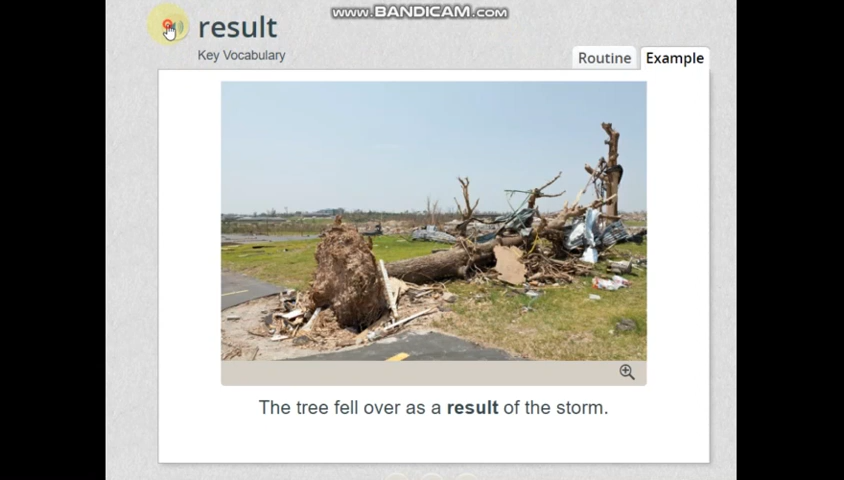 www.BANDICAM.com
result
Key Vocabulary
Routine
Example
The tree fell over as a result of the storm.